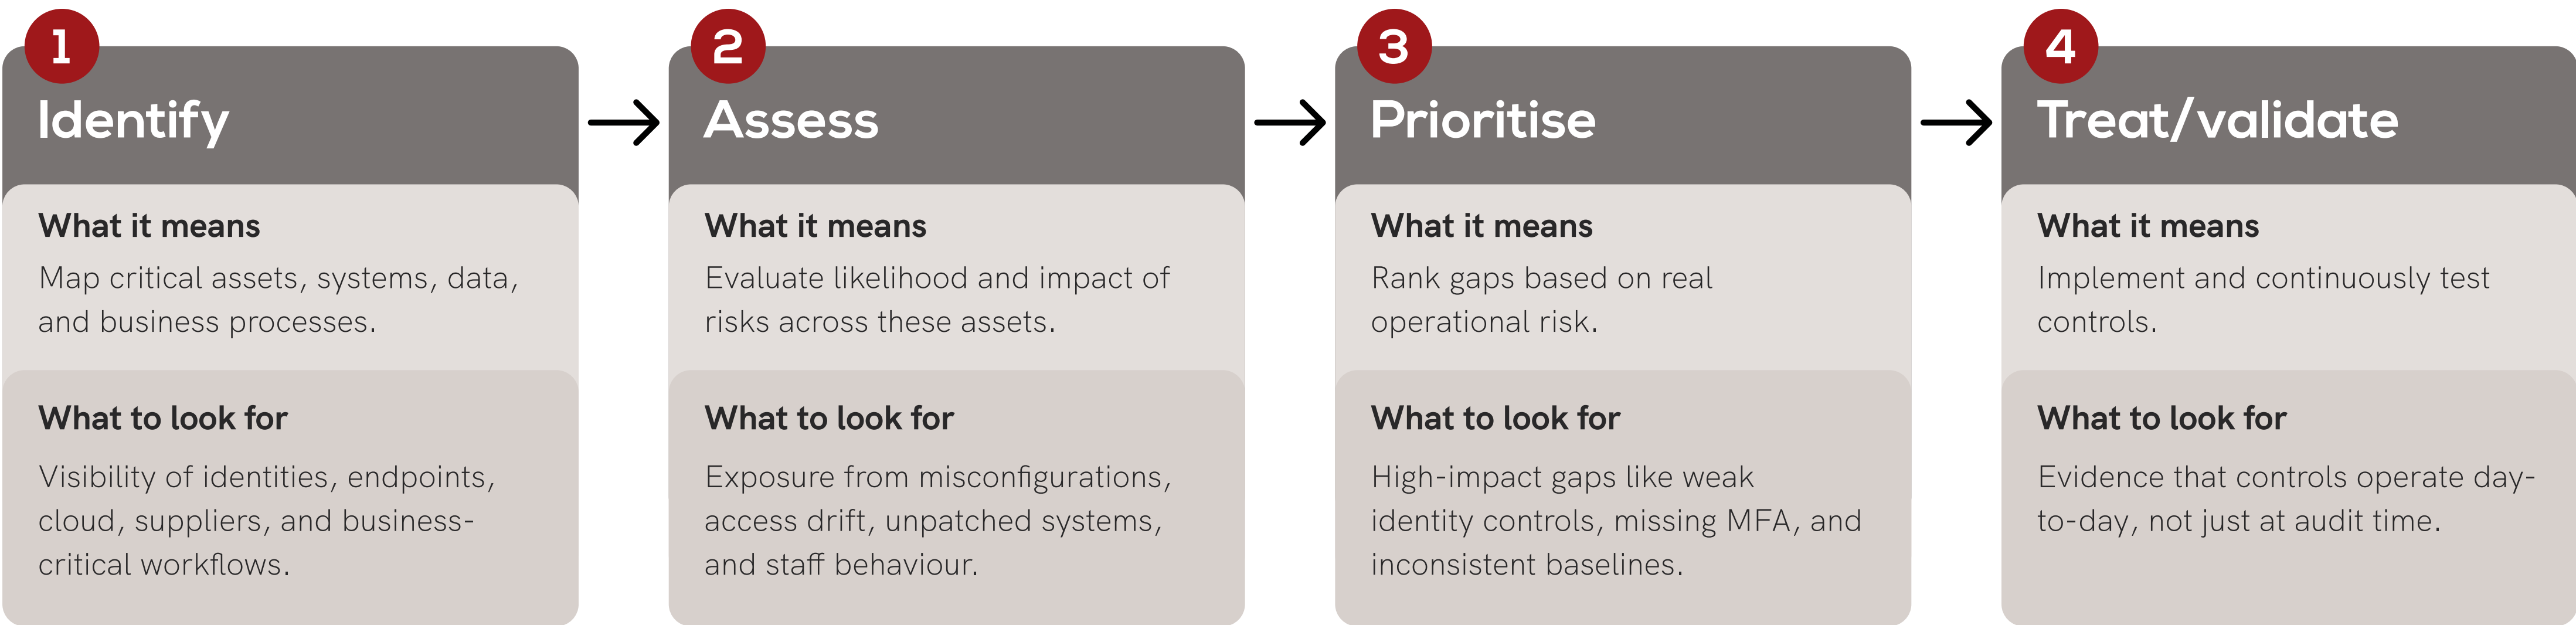 1
Identify
What it means
Map critical assets, systems, data,
and business processes.
What to look for
Visibility of identities, endpoints,
cloud, suppliers, and business-
critical workflows.
2
Assess
What it means
Evaluate likelihood and impact of
risks across these assets.
What to look for
Exposure from misconfigurations,
access drift, unpatched systems,
and staff behaviour.
3
Prioritise
What it means
Rank gaps based on real
operational risk.
What to look for
High-impact gaps like weak
identity controls, missing MFA, and
inconsistent baselines.
4
Treat/validate
What it means
Implement and continuously test
controls.
What to look for
Evidence that controls operate day-
to-day, not just at audit time.